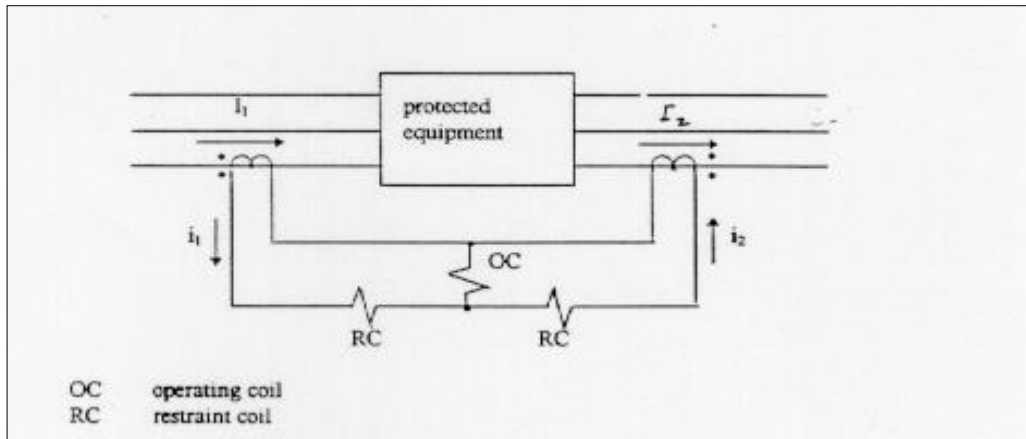 I₁
protected
equipment
I₂
i₁
i₂
OC
RC
RC
OC operating coil
RC restraint coil